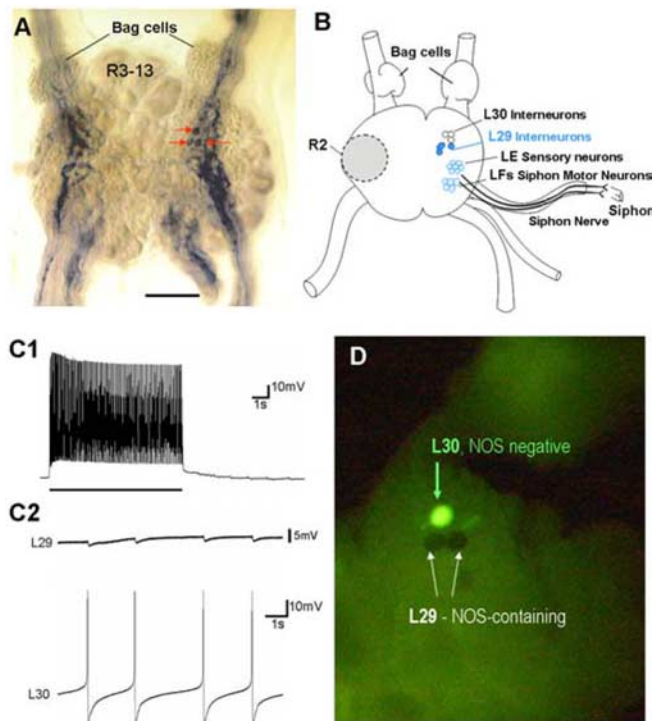 A
Bag cells
R3-13
B
Bag cells
L30 Interneurons
L29 Interneurons
R2
LE Sensory neurons
LFs Siphon Motor Neurons
Siphon
Siphon Nerve
C1
10mV
1s
C2
L29
5mV
10mV
1s
L30
D
L30, NOS negative
L29 - NOS-containing